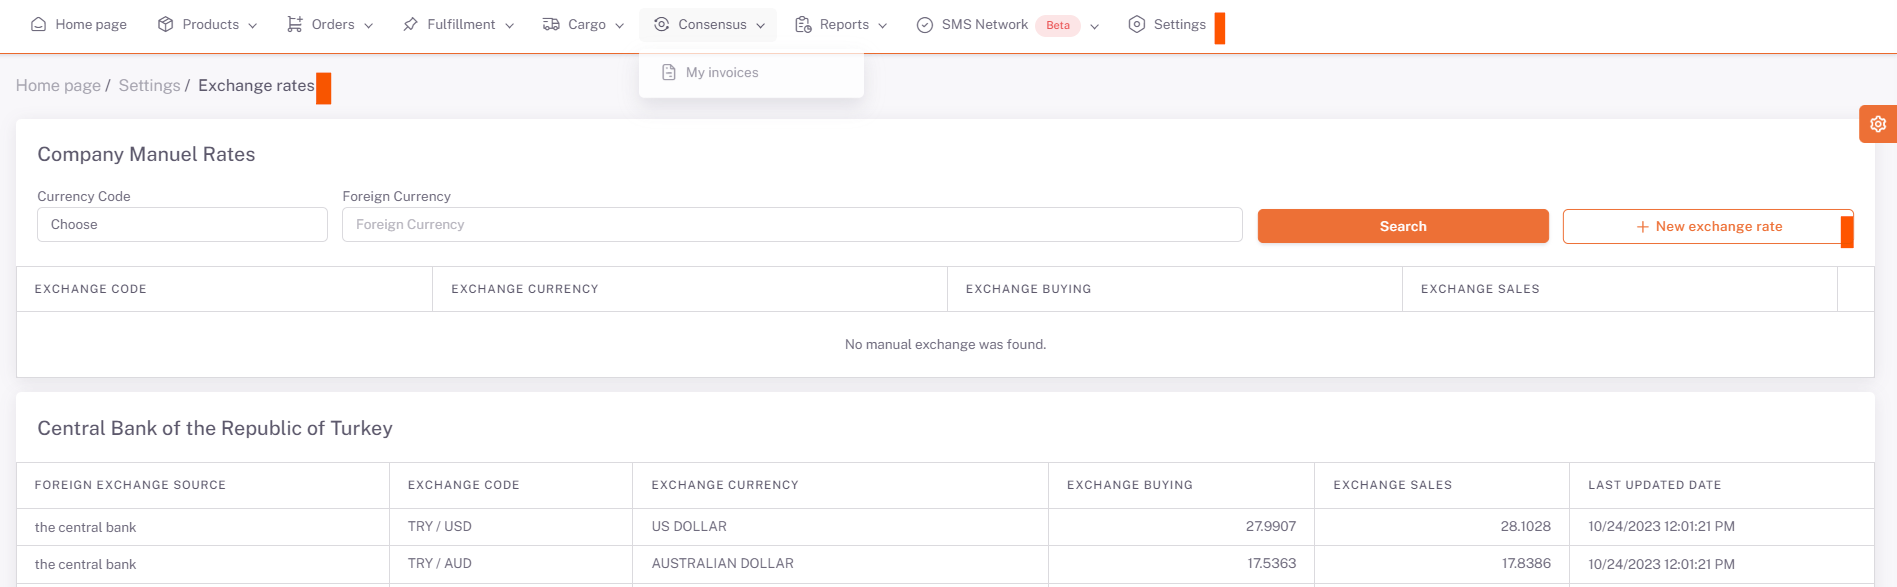 Home page Products Orders Fulfillment Cargo Consensus Reports SMS Network Beta Settings
My invoices
Home page / Settings / Exchange rates
Company Manuel Rates
Currency Code Foreign Currency
Choose Foreign Currency Search + New exchange rate
EXCHANGE CODE EXCHANGE CURRENCY EXCHANGE BUYING EXCHANGE SALES
No manual exchange was found.
Central Bank of the Republic of Turkey
FOREIGN EXCHANGE SOURCE EXCHANGE CODE EXCHANGE CURRENCY EXCHANGE BUYING EXCHANGE SALES LAST UPDATED DATE
the central bank TRY / USD US DOLLAR 27.9907 28.1028 10/24/2023 12:01:21 PM
the central bank TRY / AUD AUSTRALIAN DOLLAR 17.5363 17.8386 10/24/2023 12:01:21 PM